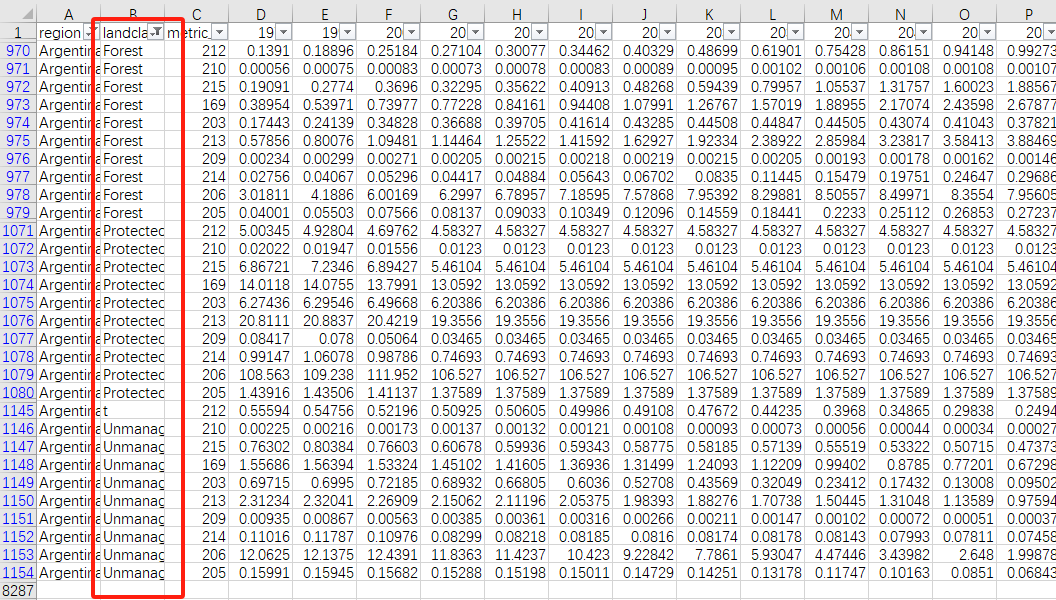 A B C D E F G H I J K L M N O P
1 region landcla metric_ 19 19 20 20 20 20 20 20 20 20 20 20 20
970 Argentina Forest 212 0.1391 0.18896 0.25184 0.27104 0.30077 0.34462 0.40329 0.48699 0.61901 0.75428 0.86151 0.94148 0.99273
971 Argentina Forest 210 0.00056 0.00075 0.00083 0.00073 0.00078 0.00083 0.00089 0.00095 0.00102 0.00106 0.00108 0.00108 0.00107
972 Argentina Forest 215 0.19091 0.2774 0.3696 0.32295 0.35622 0.40913 0.48268 0.59439 0.79957 1.05537 1.31757 1.60023 1.88567
973 Argentina Forest 169 0.38954 0.53971 0.73977 0.77228 0.84161 0.94408 1.07991 1.26767 1.57019 1.88955 2.17074 2.43598 2.67877
974 Argentina Forest 203 0.17443 0.24139 0.34828 0.36688 0.39705 0.41614 0.43285 0.44508 0.44847 0.44505 0.43074 0.41043 0.37821
975 Argentina Forest 213 0.57856 0.80076 1.09481 1.14464 1.25522 1.41592 1.62927 1.92334 2.38922 2.85984 3.23817 3.58413 3.88469
976 Argentina Forest 209 0.00234 0.00299 0.00271 0.00205 0.00215 0.00218 0.00219 0.00215 0.00205 0.00193 0.00178 0.00162 0.00146
977 Argentina Forest 214 0.02756 0.04067 0.05296 0.04417 0.04884 0.05643 0.06702 0.0835 0.11445 0.15479 0.19751 0.24647 0.29686
978 Argentina Forest 206 3.01811 4.1886 6.00169 6.2997 6.78957 7.18595 7.57868 7.95392 8.29881 8.50557 8.49971 8.3554 7.95605
979 Argentina Forest 205 0.04001 0.05503 0.07566 0.08137 0.09033 0.10349 0.12096 0.14559 0.18441 0.2233 0.25112 0.26853 0.27237
1071 Argentina Protected 212 5.00345 4.92804 4.69762 4.58327 4.58327 4.58327 4.58327 4.58327 4.58327 4.58327 4.58327 4.58327 4.58327
1072 Argentina Protected 210 0.02022 0.01947 0.01556 0.0123 0.0123 0.0123 0.0123 0.0123 0.0123 0.0123 0.0123 0.0123 0.0123
1073 Argentina Protected 215 6.86721 7.2346 6.89427 5.46104 5.46104 5.46104 5.46104 5.46104 5.46104 5.46104 5.46104 5.46104 5.46104
1074 Argentina Protected 169 14.0118 14.0755 13.7991 13.0592 13.0592 13.0592 13.0592 13.0592 13.0592 13.0592 13.0592 13.0592 13.0592
1075 Argentina Protected 203 6.27436 6.29546 6.49668 6.20386 6.20386 6.20386 6.20386 6.20386 6.20386 6.20386 6.20386 6.20386 6.20386
1076 Argentina Protected 213 20.8111 20.8837 20.4219 19.3556 19.3556 19.3556 19.3556 19.3556 19.3556 19.3556 19.3556 19.3556 19.3556
1077 Argentina Protected 209 0.08417 0.078 0.05064 0.03465 0.03465 0.03465 0.03465 0.03465 0.03465 0.03465 0.03465 0.03465 0.03465
1078 Argentina Protected 214 0.99147 1.06078 0.98786 0.74693 0.74693 0.74693 0.74693 0.74693 0.74693 0.74693 0.74693 0.74693 0.74693
1079 Argentina Protected 206 108.563 109.238 111.952 106.527 106.527 106.527 106.527 106.527 106.527 106.527 106.527 106.527 106.527
1080 Argentina Protected 205 1.43916 1.43506 1.41137 1.37589 1.37589 1.37589 1.37589 1.37589 1.37589 1.37589 1.37589 1.37589 1.37589
1145 Argentina t 212 0.55594 0.54756 0.52196 0.50925 0.50605 0.49986 0.49108 0.47672 0.44235 0.3968 0.34865 0.29838 0.2494
1146 Argentina Unmanag 210 0.00225 0.00216 0.00173 0.00137 0.00132 0.00121 0.00108 0.00093 0.00073 0.00056 0.00044 0.00034 0.00027
1147 Argentina Unmanag 215 0.76302 0.80384 0.76603 0.60678 0.59936 0.59343 0.58775 0.58185 0.57139 0.55519 0.53322 0.50715 0.47373
1148 Argentina Unmanag 169 1.55686 1.56394 1.53324 1.45102 1.41605 1.36936 1.31499 1.24093 1.12209 0.99402 0.8785 0.77201 0.67298
1149 Argentina Unmanag 203 0.69715 0.6995 0.72185 0.68932 0.66805 0.6036 0.52708 0.43569 0.32049 0.23412 0.17432 0.13008 0.09502
1150 Argentina Unmanag 213 2.31234 2.32041 2.26909 2.15062 2.11196 2.05375 1.98393 1.88276 1.70738 1.50445 1.31048 1.13589 0.97594
1151 Argentina Unmanag 209 0.00935 0.00867 0.00563 0.00385 0.00361 0.00316 0.00266 0.00211 0.00147 0.00102 0.00072 0.00051 0.00037
1152 Argentina Unmanag 214 0.11016 0.11787 0.10976 0.08299 0.08218 0.08185 0.0816 0.08174 0.08178 0.08143 0.07993 0.07811 0.07458
1153 Argentina Unmanag 206 12.0625 12.1375 12.4391 11.8363 11.4237 10.423 9.22842 7.7861 5.93047 4.47446 3.43982 2.648 1.99878
1154 Argentina Unmanag 205 0.15991 0.15945 0.15682 0.15288 0.15198 0.15011 0.14729 0.14251 0.13178 0.11747 0.10163 0.0851 0.06843
8287